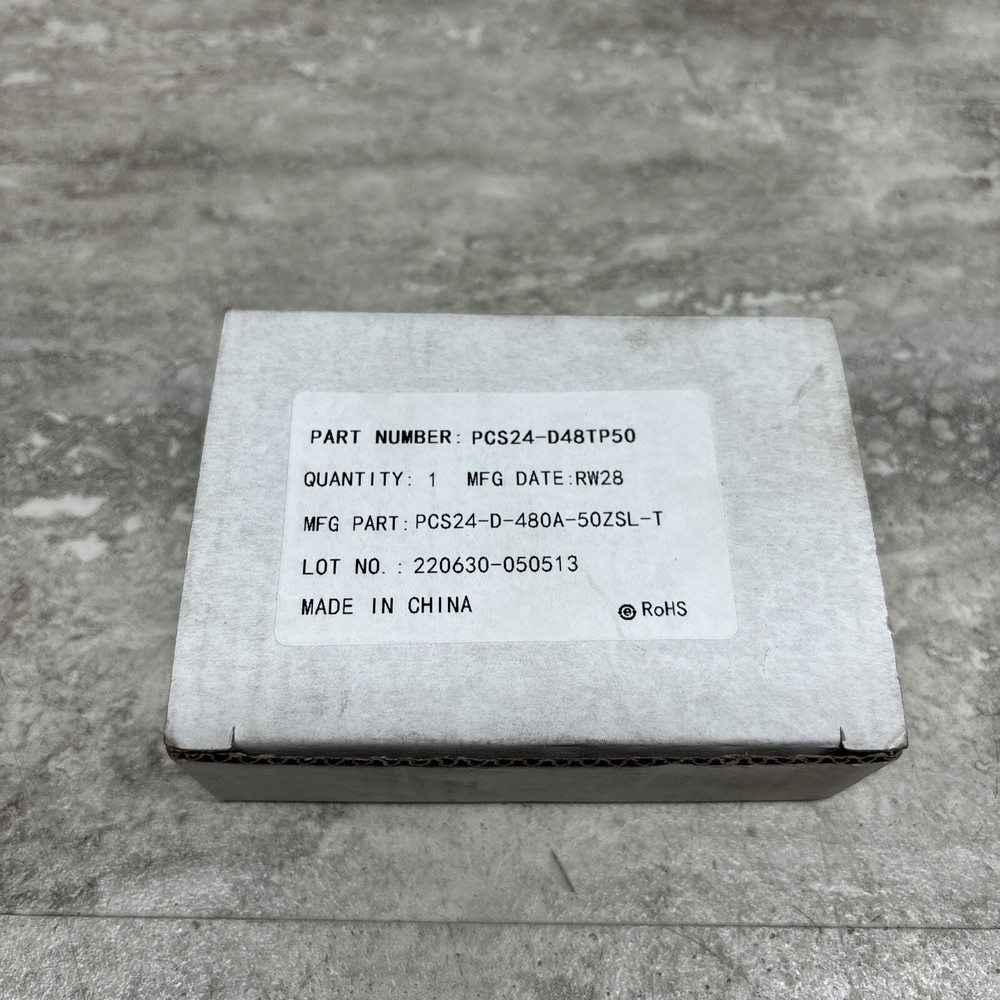 PART NUMBER: PCS24-D48TP50
QUANTITY: 1 MFG DATE:RW28
MFG PART:PCS24-D-480A-50ZSL-T
LOT NO.: 220630-050513
MADE IN CHINA
e RoHS